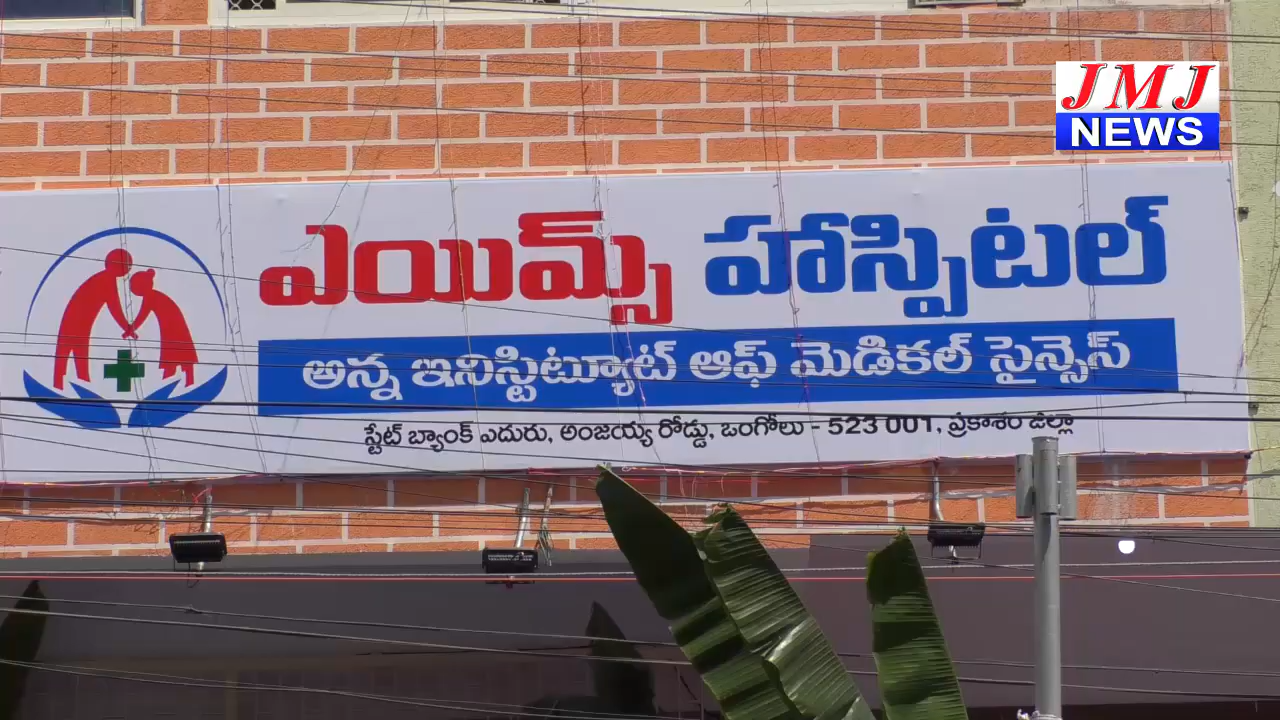 JMJ
NEWS
ఎయిమ్స్ హాస్పిటల్
అన్న ఇనిస్టిట్యూట్ ఆఫ్ మెడికల్ సైన్సెస్
స్టేట్ బ్యాంక్ ఎదురు, అంజయ్య రోడ్డు, ఒంగోలు - 523 001, ప్రకాశం జిల్లా